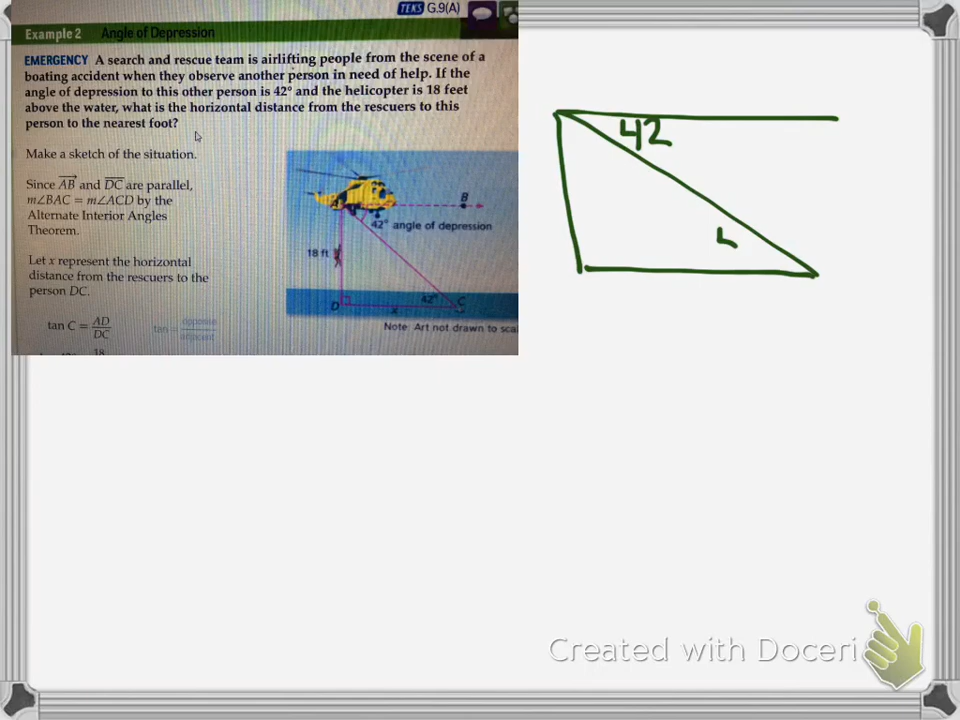 TEKS G.9(A)
Example 2 Angle of Depression
EMERGENCY A search and rescue team is airlifting people from the scene of a
boating accident when they observe another person in need of help. If the
angle of depression to this other person is 42° and the helicopter is 18 feet
above the water, what is the horizontal distance from the rescuers to this
person to the nearest foot?
Make a sketch of the situation.
Since AB and DC are parallel,
m∠BAC = m∠ACD by the
Alternate Interior Angles
Theorem.
Let x represent the horizontal
distance from the rescuers to the
person DC.
tan C = AD
DC
tan = opposite
adjacent
18
B
42° angle of depression
18 ft
42°
D
x
C
Note: Art not drawn to
42
Created with Doceri